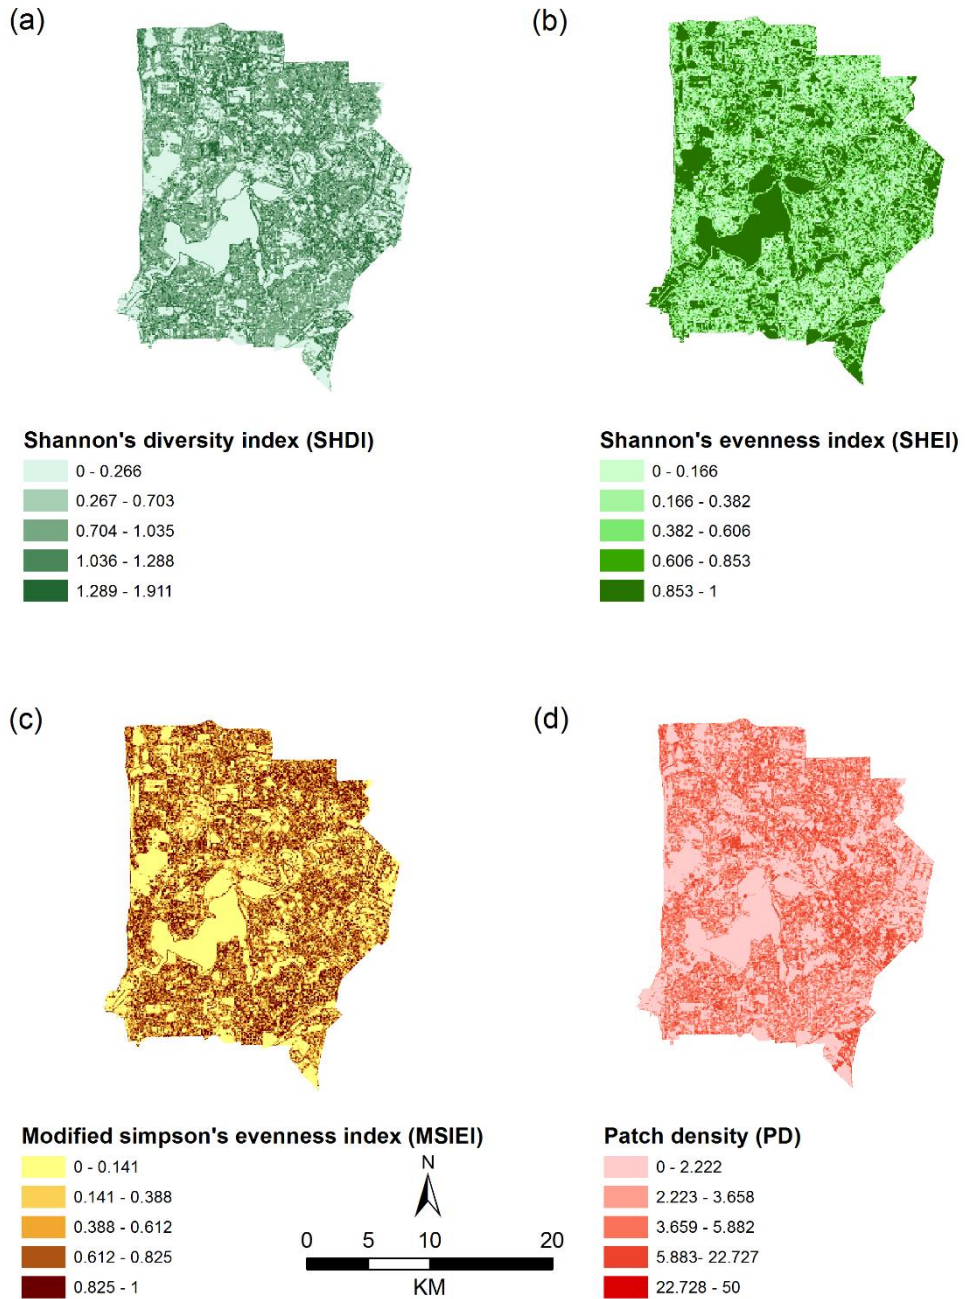 (a)
(b)
Shannon's diversity index (SHDI)
0 - 0.266
0.267 - 0.703
0.704 - 1.035
1.036 - 1.288
1.289 - 1.911
Shannon's evenness index (SHEI)
0 - 0.166
0.166 - 0.382
0.382 - 0.606
0.606 - 0.853
0.853 - 1
(c)
(d)
Modified simpson's evenness index (MSIEI)
0 - 0.141
0.141 - 0.388
0.388 - 0.612
0.612 - 0.825
0.825 - 1
N
0 5 10 20
KM
Patch density (PD)
0 - 2.222
2.223 - 3.658
3.659 - 5.882
5.883- 22.727
22.728 - 50